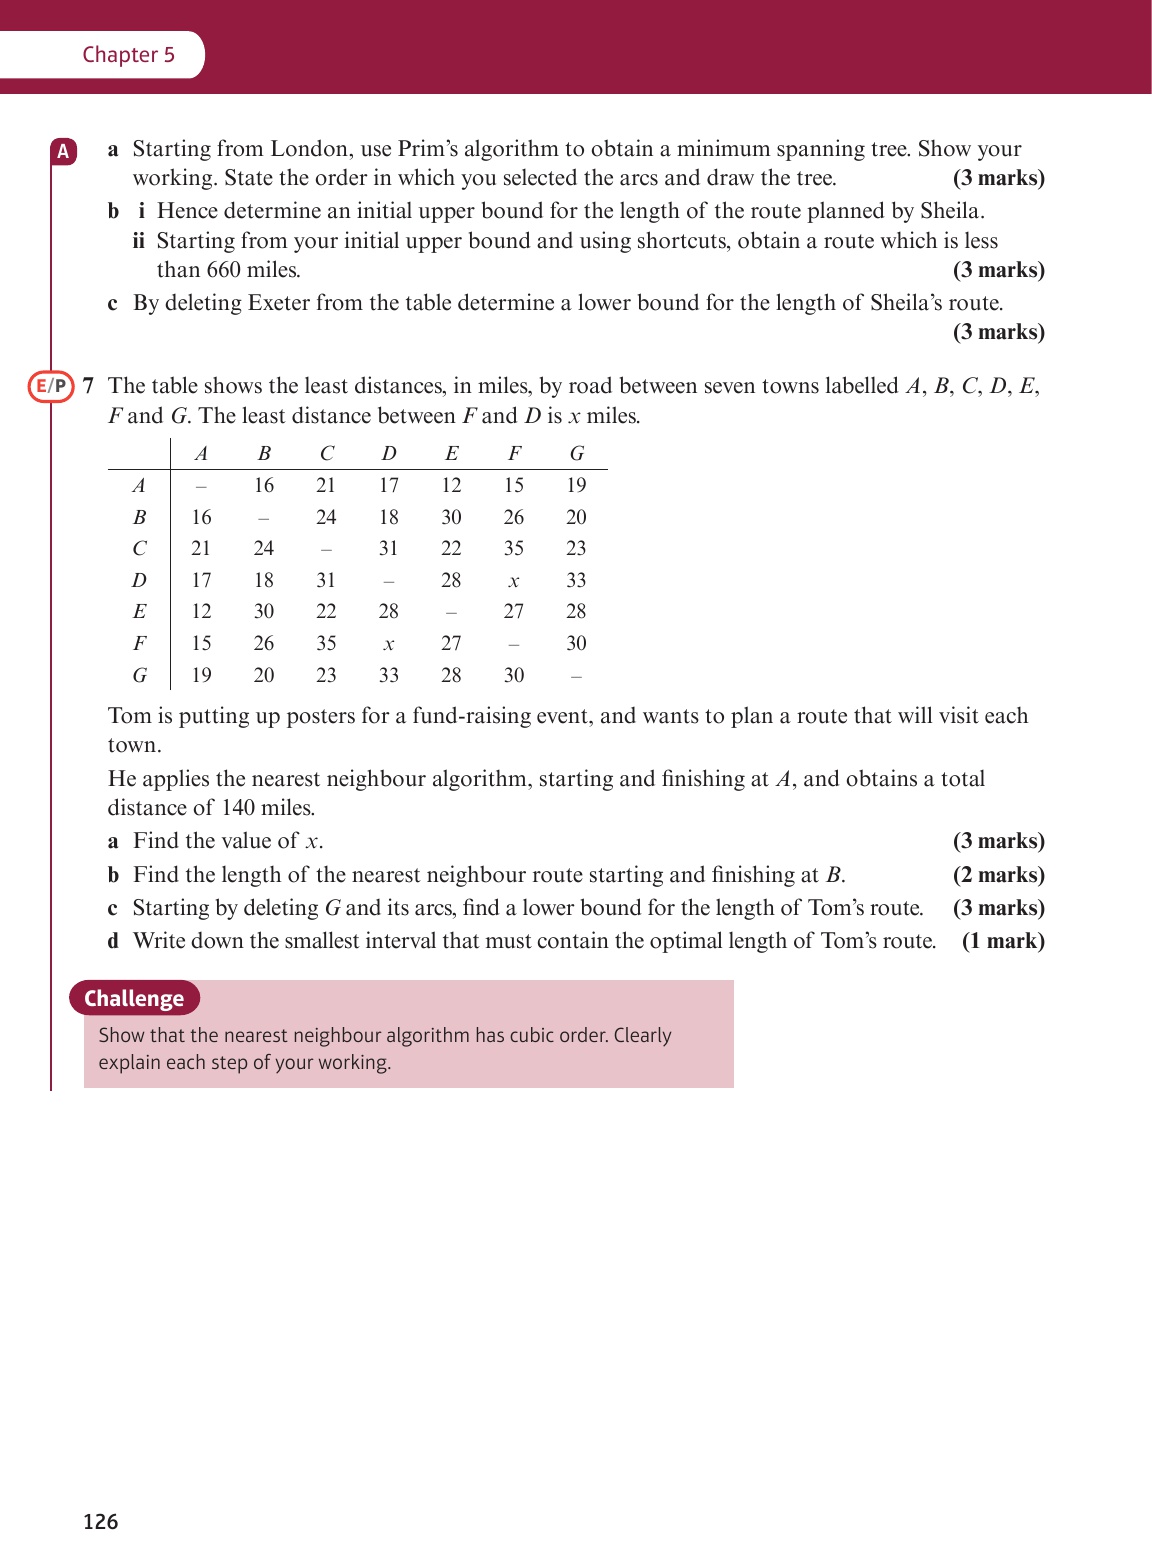 Chapter 5
A
a Starting from London, use Prim’s algorithm to obtain a minimum spanning tree. Show your
working. State the order in which you selected the arcs and draw the tree. (3 marks)
b i Hence determine an initial upper bound for the length of the route planned by Sheila.
ii Starting from your initial upper bound and using shortcuts, obtain a route which is less
than 660 miles. (3 marks)
c By deleting Exeter from the table determine a lower bound for the length of Sheila’s route.
(3 marks)
E/P 7 The table shows the least distances, in miles, by road between seven towns labelled A, B, C, D, E,
F and G. The least distance between F and D is x miles.
A B C D E F G
A – 16 21 17 12 15 19
B 16 – 24 18 30 26 20
C 21 24 – 31 22 35 23
D 17 18 31 – 28 x 33
E 12 30 22 28 – 27 28
F 15 26 35 x 27 – 30
G 19 20 23 33 28 30 –
Tom is putting up posters for a fund-raising event, and wants to plan a route that will visit each
town.
He applies the nearest neighbour algorithm, starting and finishing at A, and obtains a total
distance of 140 miles.
a Find the value of x. (3 marks)
b Find the length of the nearest neighbour route starting and finishing at B. (2 marks)
c Starting by deleting G and its arcs, find a lower bound for the length of Tom’s route. (3 marks)
d Write down the smallest interval that must contain the optimal length of Tom’s route. (1 mark)
Challenge
Show that the nearest neighbour algorithm has cubic order. Clearly
explain each step of your working.
126